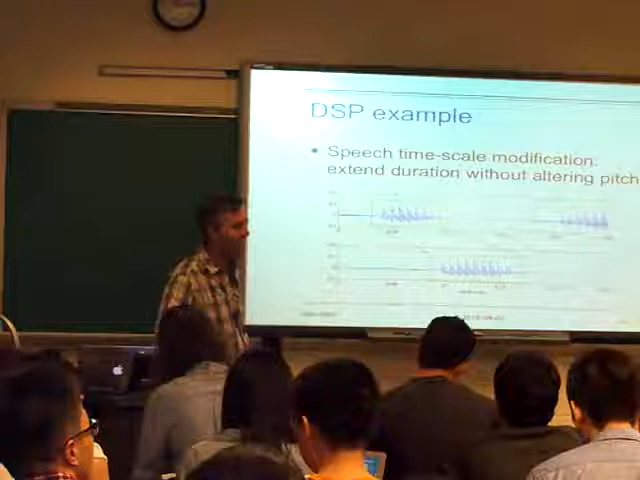 DSP example
• Speech time-scale modification:
extend duration without altering pitch